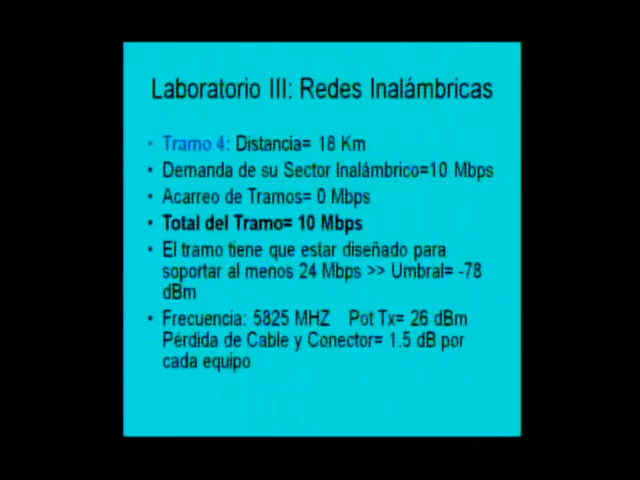 Laboratorio III: Redes Inalámbricas
• Tramo 4: Distancia= 18 Km
• Demanda de su Sector Inalámbrico=10 Mbps
• Acarreo de Tramos= 0 Mbps
• Total del Tramo= 10 Mbps
• El tramo tiene que estar diseñado para
soportar al menos 24 Mbps >> Umbral= -78
dBm
• Frecuencia: 5825 MHZ Pot Tx= 26 dBm
Pérdida de Cable y Conector= 1.5 dB por
cada equipo